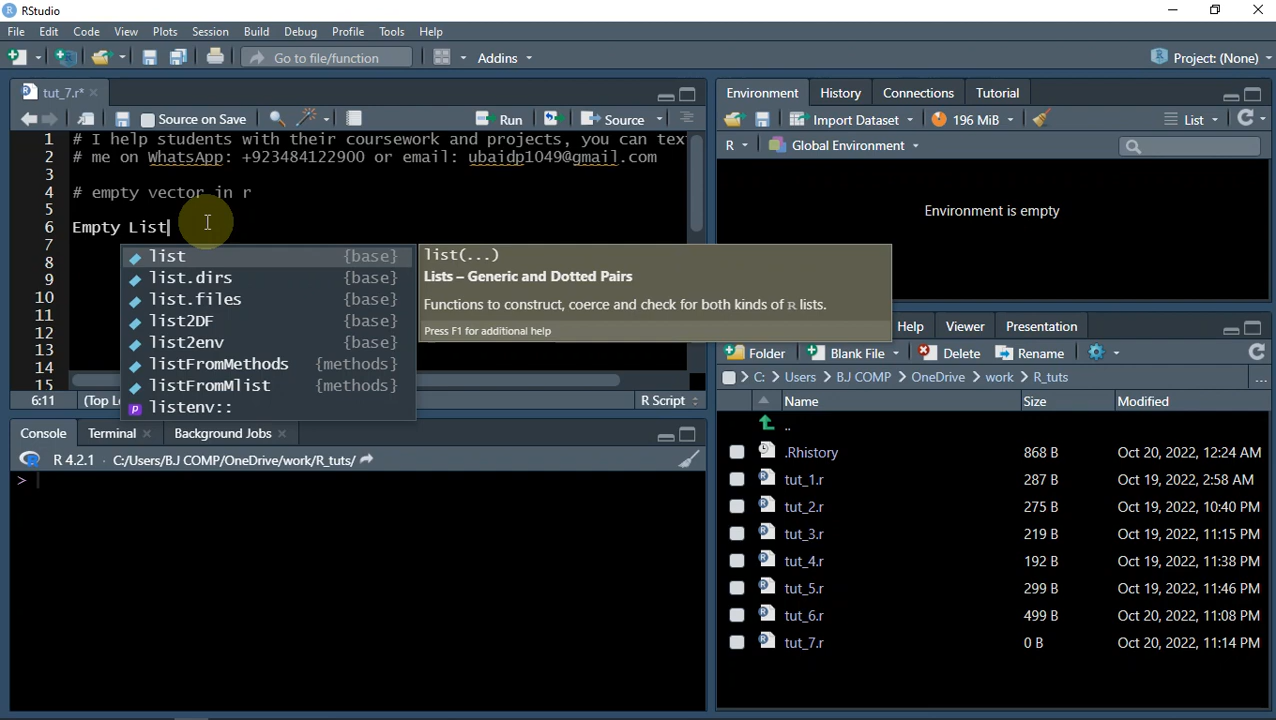 RStudio
File Edit Code View Plots Session Build Debug Profile Tools Help
Go to file/function Addins Project: (None)
tut_7.r*
Source on Save Run Source
1 # I help students with their coursework and projects, you can tex
2 # me on WhatsApp: +923484122900 or email: ubaidp1049@gmail.com
3
4 # empty vector in r
5
6 Empty List
7
8
9
10
11
12
13
14
15
list {base}
list.dirs {base}
list.files {base}
list2DF {base}
list2env {base}
listFromMethods {methods}
listFromMlist {methods}
listenv::
list(...)
Lists – Generic and Dotted Pairs
Functions to construct, coerce and check for both kinds of R lists.
Press F1 for additional help
6:11 (Top L R Script
Console Terminal Background Jobs
R 4.2.1 · C:/Users/B.J COMP/OneDrive/work/R_tuts/
>
Environment History Connections Tutorial
Import Dataset 196 MiB List
R Global Environment
Environment is empty
Help Viewer Presentation
Folder Blank File Delete Rename
C: > Users > B.J COMP > OneDrive > work > R_tuts ...
Name Size Modified
..
.Rhistory 868 B Oct 20, 2022, 12:24 AM
tut_1.r 287 B Oct 19, 2022, 2:58 AM
tut_2.r 275 B Oct 19, 2022, 10:40 PM
tut_3.r 219 B Oct 19, 2022, 11:15 PM
tut_4.r 192 B Oct 19, 2022, 11:38 PM
tut_5.r 299 B Oct 19, 2022, 11:46 PM
tut_6.r 499 B Oct 20, 2022, 11:08 PM
tut_7.r 0 B Oct 20, 2022, 11:14 PM